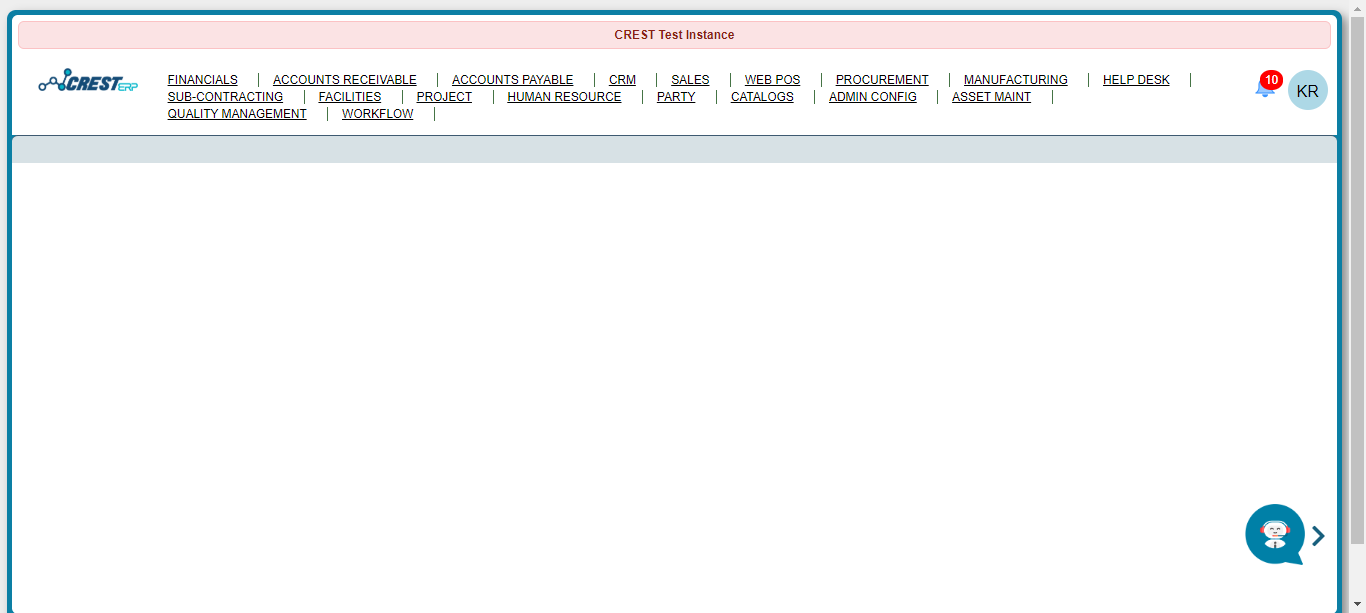 CREST Test Instance
CREST ERP
FINANCIALS | ACCOUNTS RECEIVABLE | ACCOUNTS PAYABLE | CRM | SALES | WEB POS | PROCUREMENT | MANUFACTURING | HELP DESK |
SUB-CONTRACTING | FACILITIES | PROJECT | HUMAN RESOURCE | PARTY | CATALOGS | ADMIN CONFIG | ASSET MAINT |
QUALITY MANAGEMENT | WORKFLOW |
10
KR